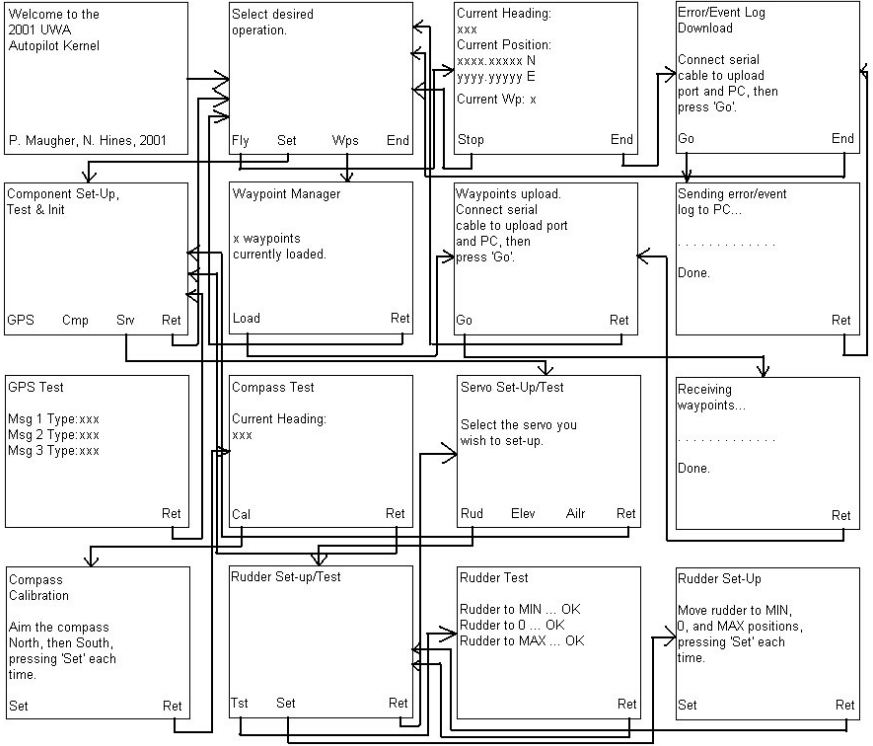 Welcome to the
2001 UWA
Autopilot Kernel
P. Maugher, N. Hines, 2001
Select desired
operation.
Fly Set Wps End
Current Heading:
xxx
Current Position:
xxxx.xxxxx N
yyyy.yyyyy E
Current Wp: x
Stop End
Error/Event Log
Download
Connect serial
cable to upload
port and PC, then
press 'Go'.
Go End
Component Set-Up,
Test & Init
GPS Cmp Srv Ret
Waypoint Manager
x waypoints
currently loaded.
Load Ret
Waypoints upload.
Connect serial
cable to upload port
and PC, then
press 'Go'.
Go Ret
Sending error/event
log to PC...
. . . . . . . . . . . . .
Done.
Ret
GPS Test
Msg 1 Type:xxx
Msg 2 Type:xxx
Msg 3 Type:xxx
Ret
Compass Test
Current Heading:
xxx
Cal Ret
Servo Set-Up/Test
Select the servo you
wish to set-up.
Rud Elev Ailr Ret
Receiving
waypoints...
. . . . . . . . . . . . .
Done.
Ret
Compass
Calibration
Aim the compass
North, then South,
pressing 'Set' each
time.
Set Ret
Rudder Set-up/Test
Tst Set Ret
Rudder Test
Rudder to MIN ... OK
Rudder to 0 ... OK
Rudder to MAX ... OK
Ret
Rudder Set-Up
Move rudder to MIN,
0, and MAX positions,
pressing 'Set' each
time.
Set Ret